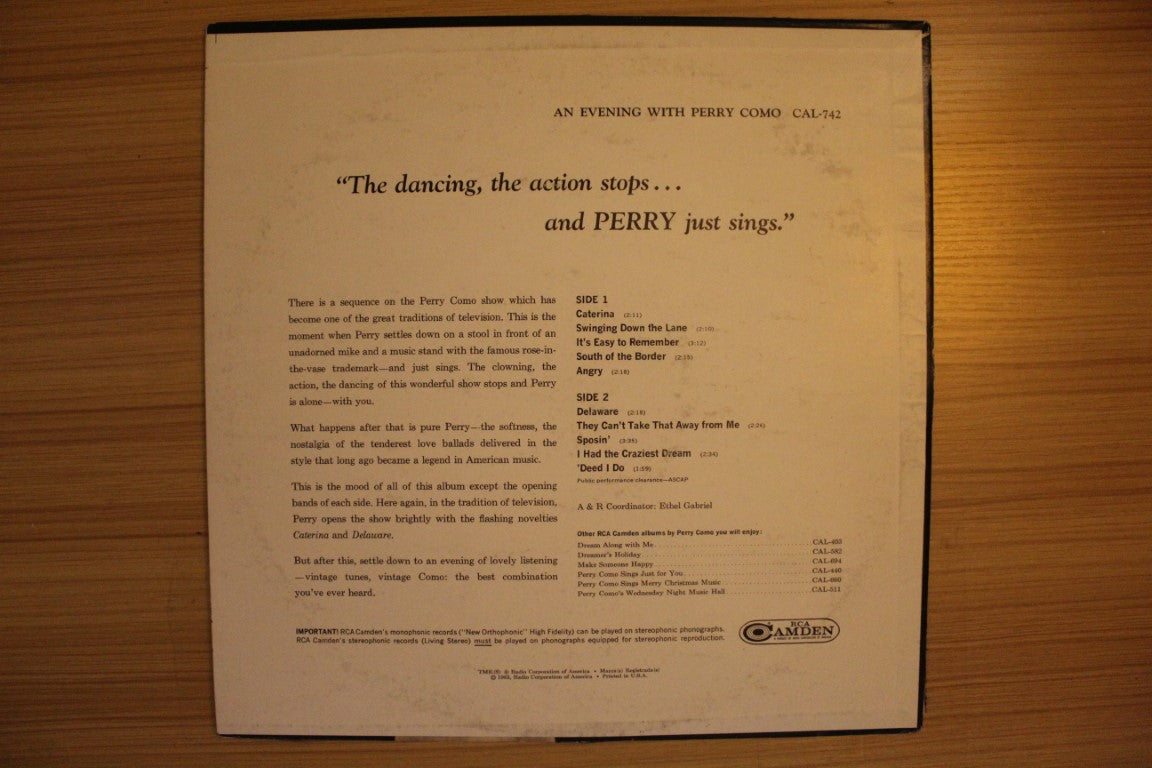 AN EVENING WITH PERRY COMO CAL-742
“The dancing, the action stops...
and PERRY just sings.”
There is a sequence on the Perry Como show which has
become one of the great traditions of television. This is the
moment when Perry settles down on a stool in front of an
unadorned mike and a music stand with the famous rose-in-
the-vase trademark—and just sings. The clowning, the
action, the dancing of this wonderful show stops and Perry
is alone—with you.
What happens after that is pure Perry—the softness, the
nostalgia of the tenderest love ballads delivered in the
style that long ago became a legend in American music.
This is the mood of all of this album except the opening
bands of each side. Here again, in the tradition of television,
Perry opens the show brightly with the flashing novelties
Caterina and Delaware.
But after this, settle down to an evening of lovely listening
—vintage tunes, vintage Como: the best combination
you've ever heard.
SIDE 1
Caterina (2:11)
Swinging Down the Lane (2:10)
It's Easy to Remember (3:12)
South of the Border (2:15)
Angry (2:18)
SIDE 2
Delaware (2:18)
They Can't Take That Away from Me (2:24)
Sposin' (3:35)
I Had the Craziest Dream (2:34)
'Deed I Do (1:59)
Public performance clearance—ASCAP
A & R Coordinator: Ethel Gabriel
Other RCA Camden albums by Perry Como you will enjoy:
Dream Along with Me CAL-403
Dreamer's Holiday CAL-582
Make Someone Happy CAL-694
Perry Como Sings Just for You CAL-440
Perry Como Sings Merry Christmas Music CAL-660
Perry Como's Wednesday Night Music Hall CAL-511
IMPORTANT! RCA Camden's monophonic records (“New Orthophonic” High Fidelity) can be played on stereophonic phonographs.
RCA Camden's stereophonic records (Living Stereo) must be played on phonographs equipped for stereophonic reproduction.
RCA
CAMDEN
TMK(S) ® Radio Corporation of America • Marca(s) Registrada(s)
© 1963, Radio Corporation of America • Printed in U.S.A.